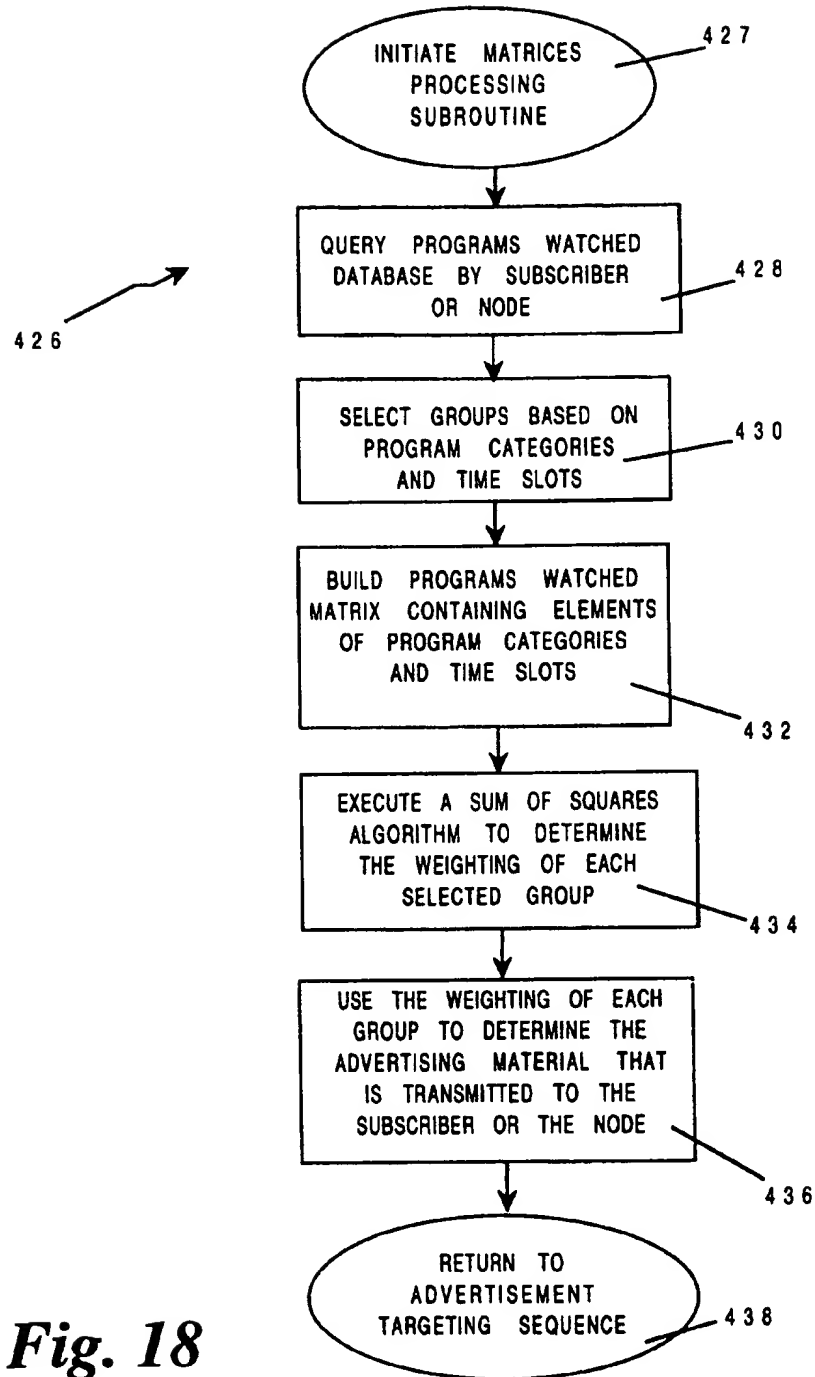 INITIATE MATRICES
PROCESSING
SUBROUTINE
427
QUERY PROGRAMS WATCHED
DATABASE BY SUBSCRIBER
OR NODE
428
426
SELECT GROUPS BASED ON
PROGRAM CATEGORIES
AND TIME SLOTS
430
BUILD PROGRAMS WATCHED
MATRIX CONTAINING ELEMENTS
OF PROGRAM CATEGORIES
AND TIME SLOTS
432
EXECUTE A SUM OF SQUARES
ALGORITHM TO DETERMINE
THE WEIGHTING OF EACH
SELECTED GROUP
434
USE THE WEIGHTING OF EACH
GROUP TO DETERMINE THE
ADVERTISING MATERIAL THAT
IS TRANSMITTED TO THE
SUBSCRIBER OR THE NODE
436
RETURN TO
ADVERTISEMENT
TARGETING SEQUENCE
438
Fig. 18